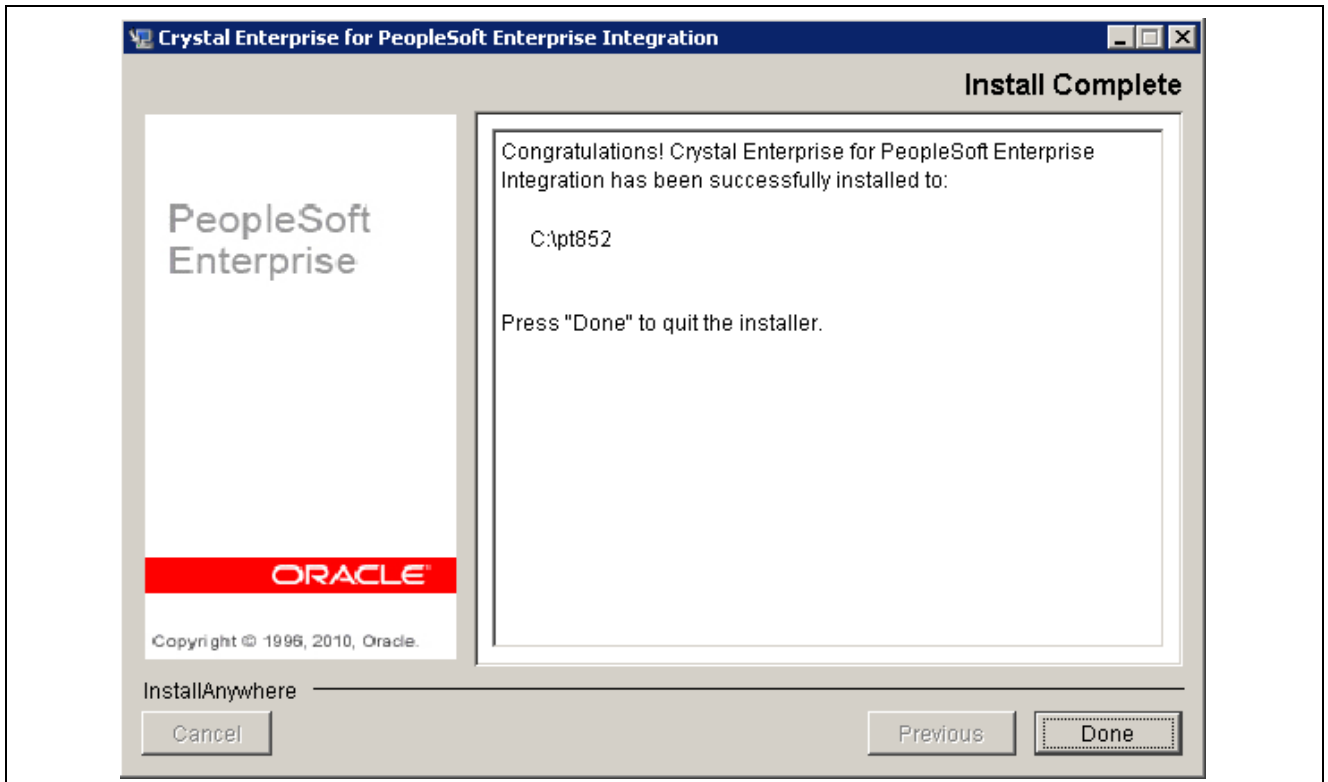 Crystal Enterprise for PeopleSoft Enterprise Integration
Install Complete
PeopleSoft
Enterprise
ORACLE
Copyright © 1996, 2010, Oracle.
Congratulations! Crystal Enterprise for PeopleSoft Enterprise
Integration has been successfully installed to:
C:\pt852
Press "Done" to quit the installer.
InstallAnywhere
Cancel
Previous
Done